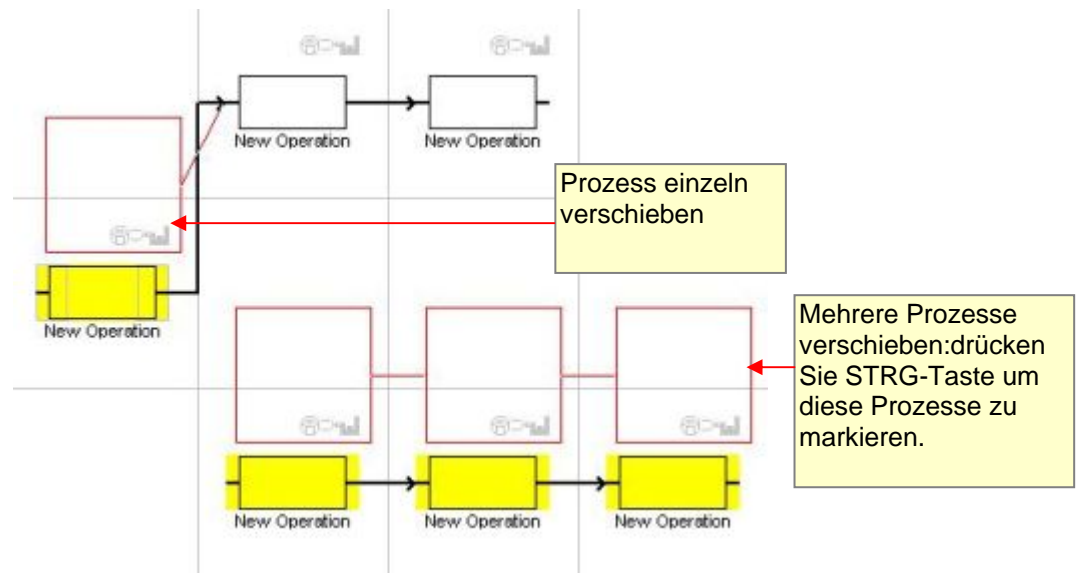 New Operation
New Operation
Prozess einzeln
verschieben
New Operation
Mehrere Prozesse
verschieben:drücken
Sie STRG-Taste um
diese Prozesse zu
markieren.
New Operation
New Operation
New Operation